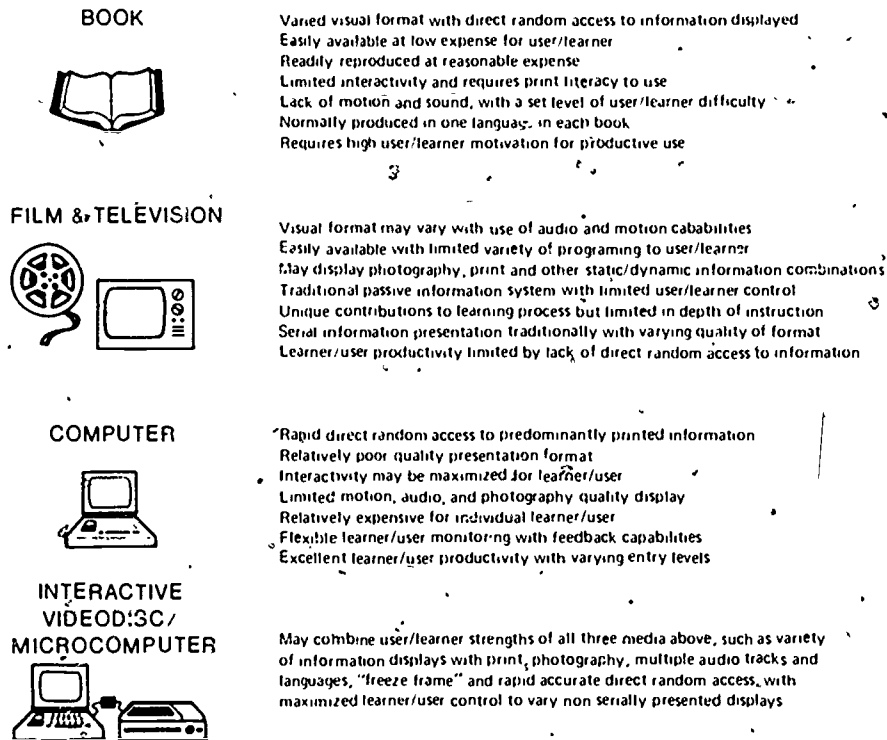 BOOK
Varied visual format with direct random access to information displayed
Easily available at low expense for user/learner
Readily reproduced at reasonable expense
Limited interactivity and requires print literacy to use
Lack of motion and sound, with a set level of user/learner difficulty
Normally produced in one language in each book
Requires high user/learner motivation for productive use
FILM & TELEVISION
Visual format may vary with use of audio and motion cababilities
Easily available with limited variety of programing to user/learner
May display photography, print and other static/dynamic information combinations
Traditional passive information system with limited user/learner control
Unique contributions to learning process but limited in depth of instruction
Serial information presentation traditionally with varying quality of format
Learner/user productivity limited by lack of direct random access to information
COMPUTER
Rapid direct random access to predominantly printed information
Relatively poor quality presentation format
Interactivity may be maximized for learner/user
Limited motion, audio, and photography quality display
Relatively expensive for individual learner/user
Flexible learner/user monitoring with feedback capabilities
Excellent learner/user productivity with varying entry levels
INTERACTIVE
VIDEODISC/
MICROCOMPUTER
May combine user/learner strengths of all three media above, such as variety
of information displays with print, photography, multiple audio tracks and
languages, "freeze frame" and rapid accurate direct random access, with
maximized learner/user control to vary non serially presented displays